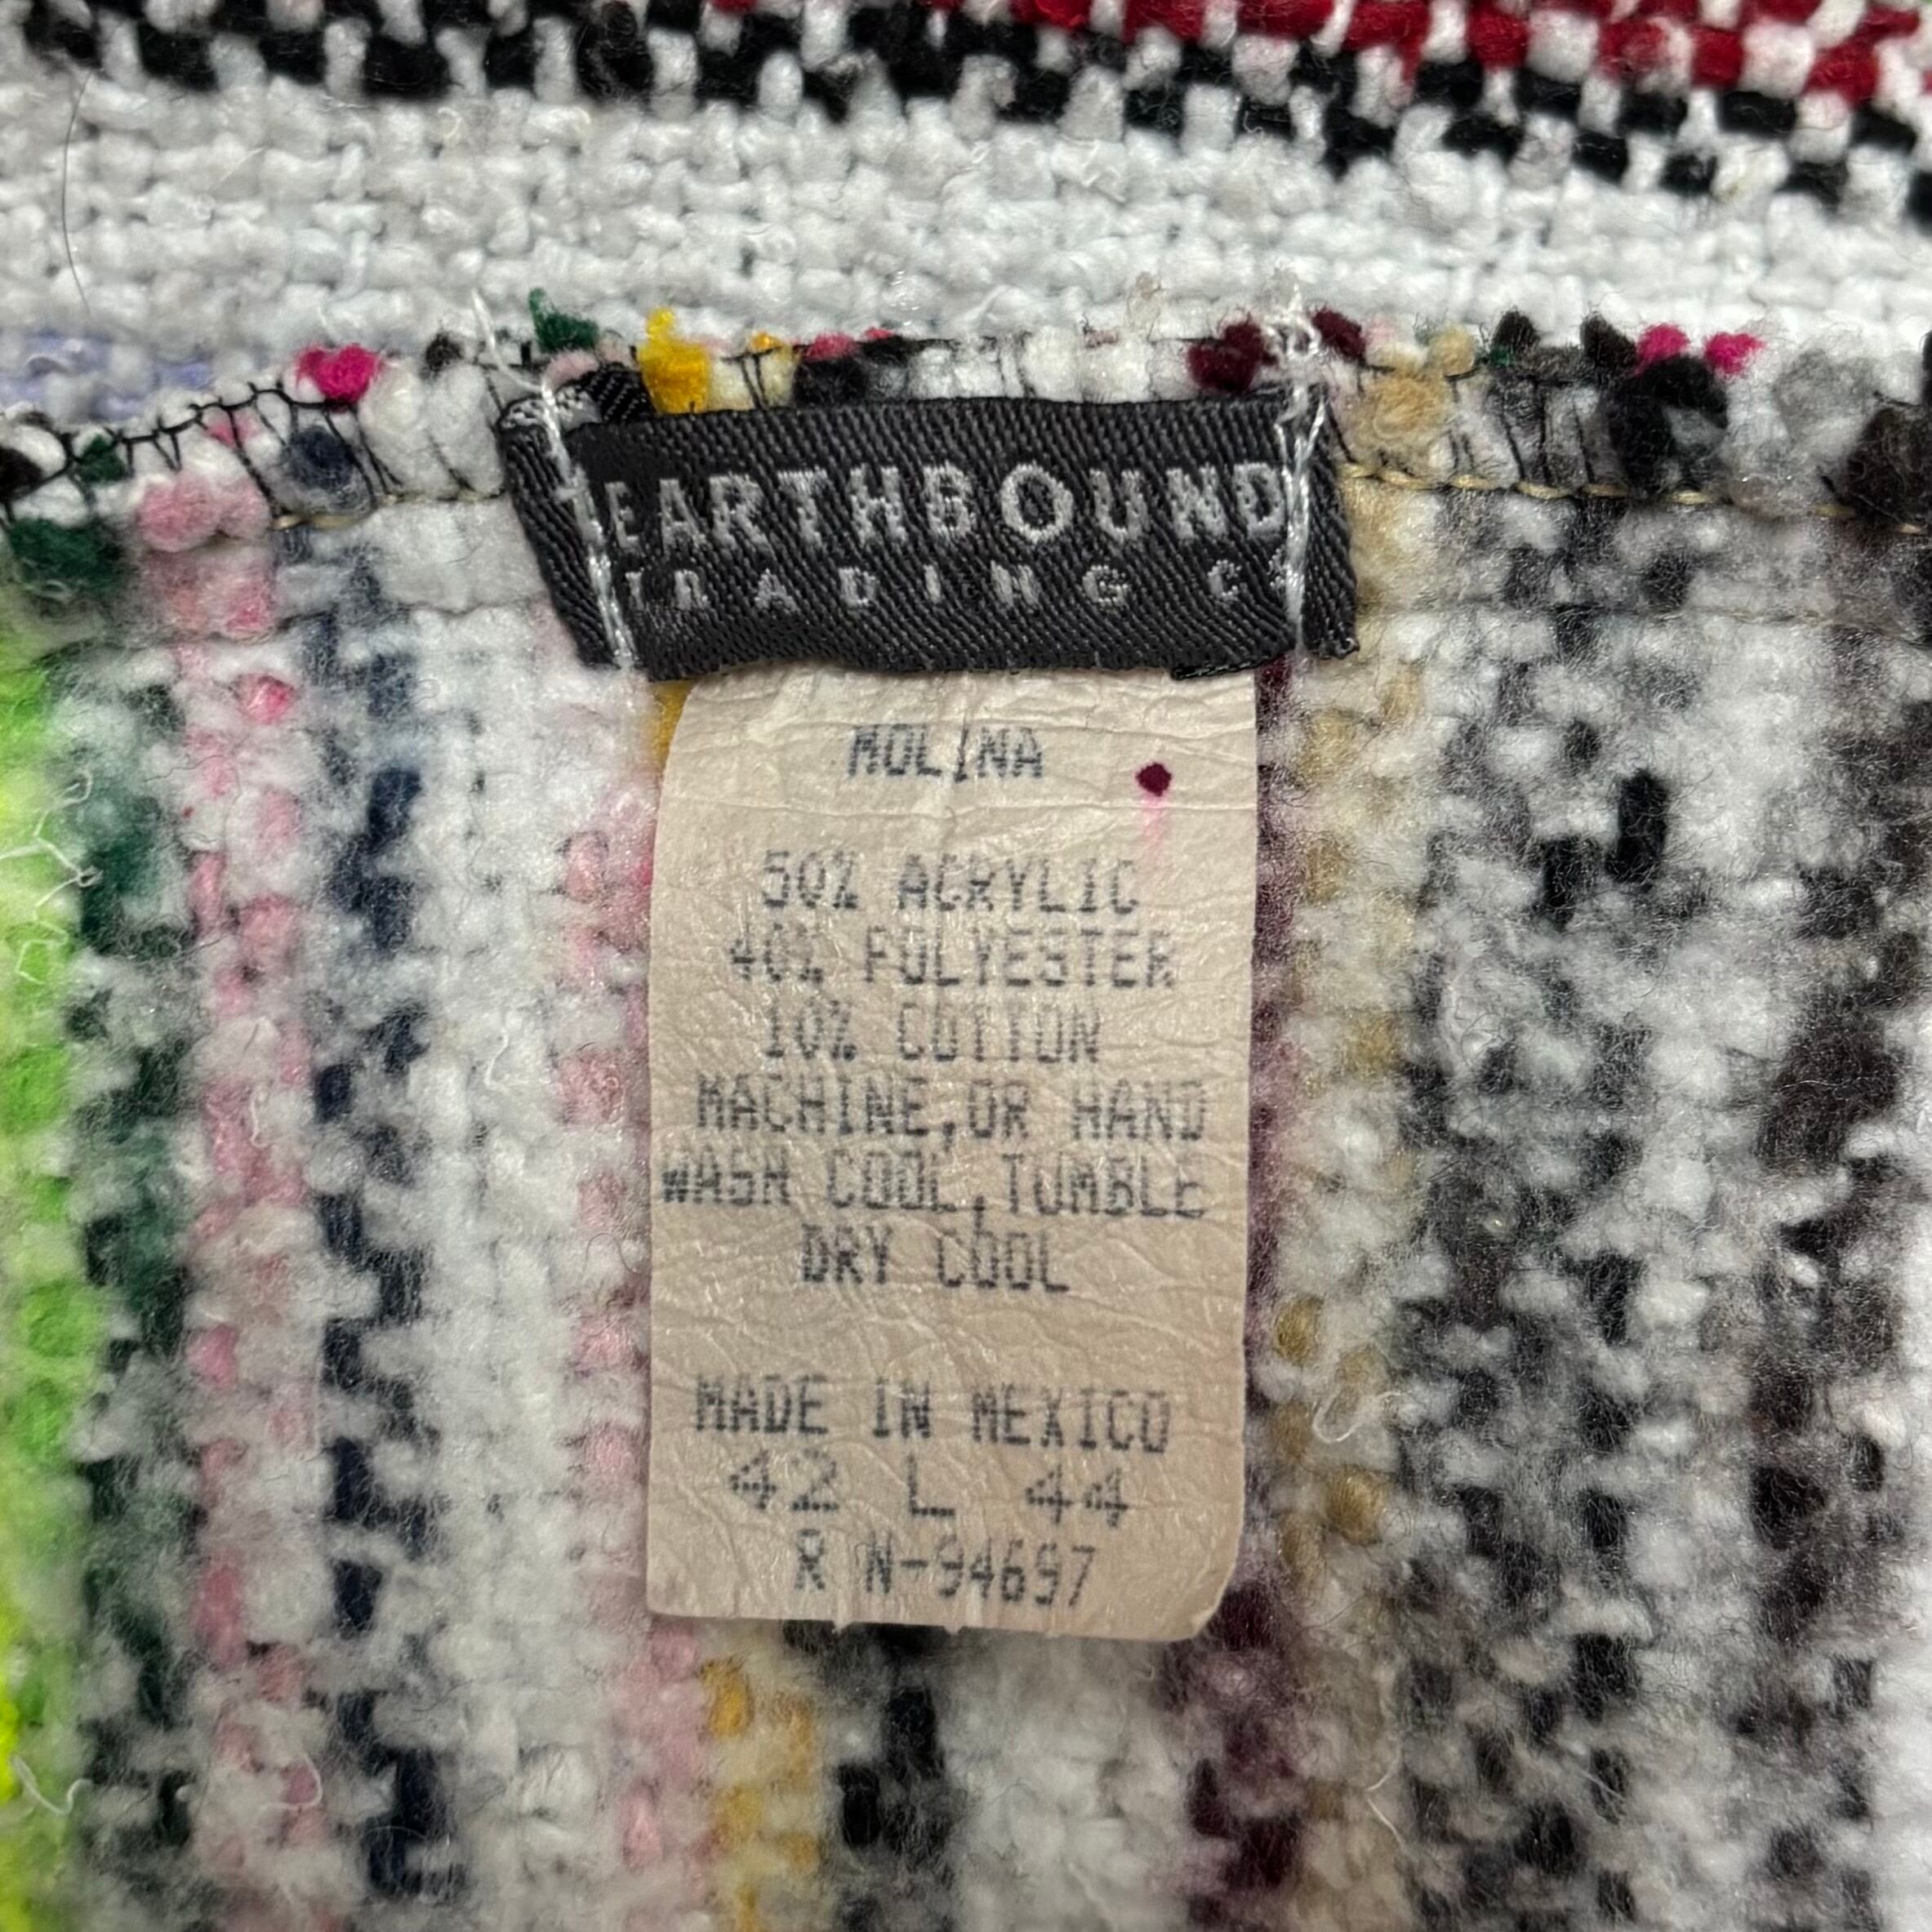 EARTHBOUND
TRADING CO
MOLINA
50% ACRYLIC
40% POLYESTER
10% COTTON
MACHINE,OR HAND
WASH COOL,TUMBLE
DRY COOL
MADE IN MEXICO
42 L 44
R N-94697